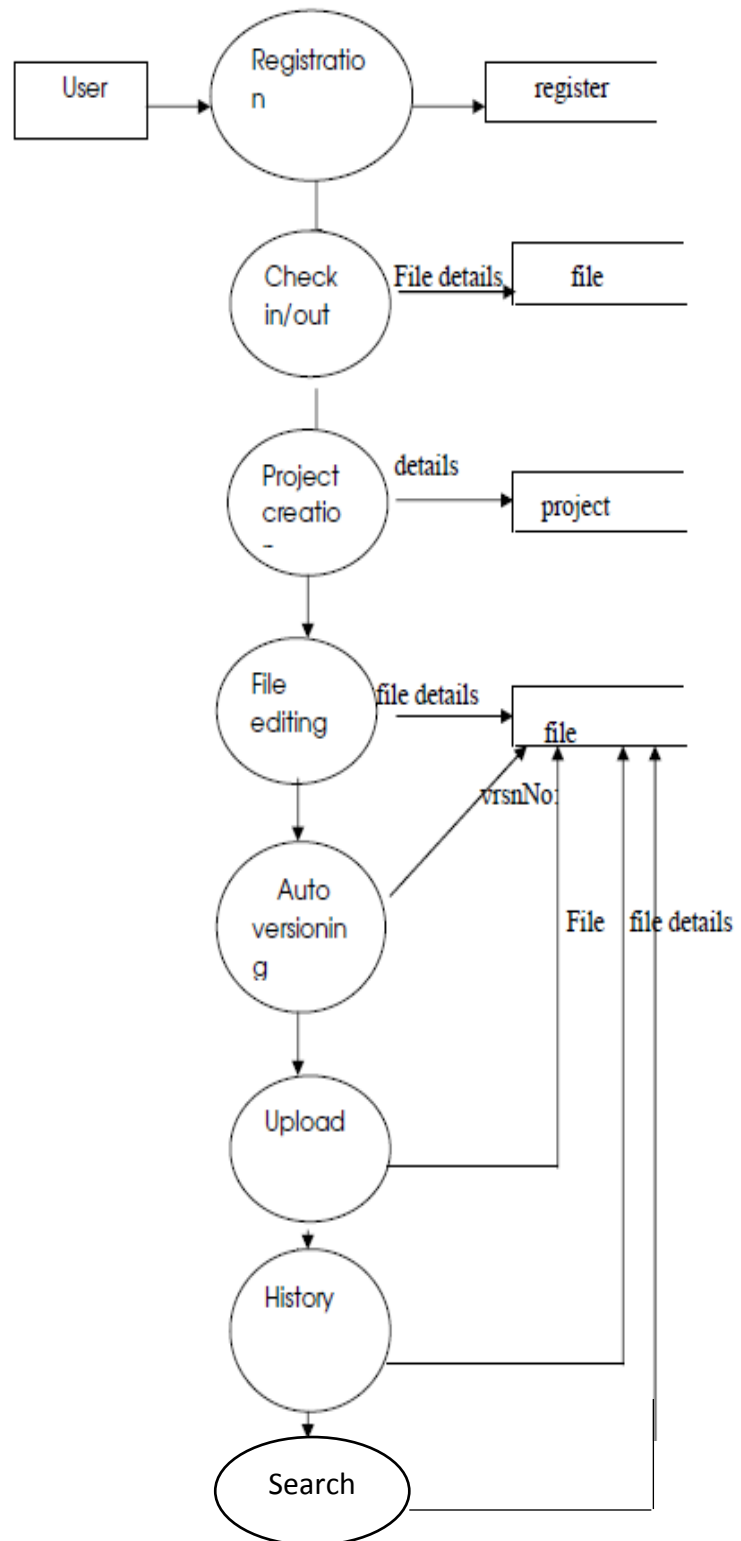 User
Registratio
n
register
Check
in/out
File details
file
Project
creatio
details
project
File
editing
file details
file
vrsnNo:
Auto
versionin
g
File
file details
Upload
History
Search